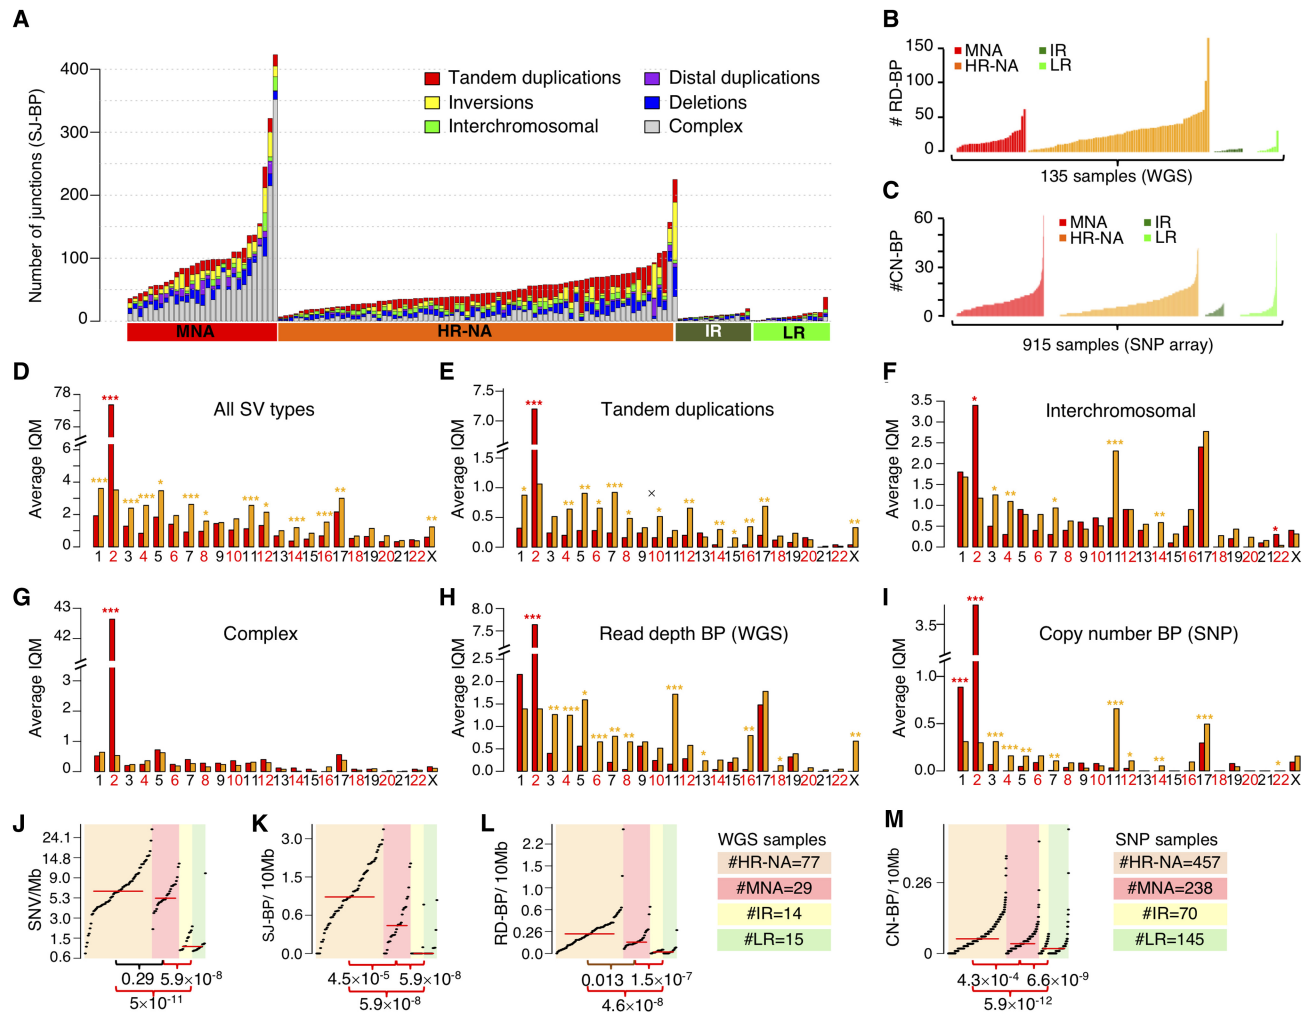 A
Number of junctions (SJ-BP)
400
300
200
100
0
Tandem duplications
Inversions
Interchromosomal
Distal duplications
Deletions
Complex
MNA
HR-NA
IR
LR
B
# RD-BP
150
100
50
0
MNA
HR-NA
IR
LR
135 samples (WGS)
C
#CN-BP
60
30
0
MNA
HR-NA
IR
LR
915 samples (SNP array)
D
All SV types
Average IQM
78
76
6
4
2
0
*** *** *** *** * *** * *** * *** * ** **
1 2 3 4 5 6 7 8 9 10 11 12 13 14 15 16 17 18 19 20 21 22 X
E
Tandem duplications
Average IQM
7.5
7.0
1.5
1.0
0.5
0.0
* *** ** ** * *** * × * ** ** * ** ** **
1 2 3 4 5 6 7 8 9 10 11 12 13 14 15 16 17 18 19 20 21 22 X
F
Interchromosomal
Average IQM
3.5
3.0
2.5
2.0
1.5
1.0
0.5
0.0
* * ** * *** ** *
1 2 3 4 5 6 7 8 9 10 11 12 13 14 15 16 17 18 19 20 21 22 X
G
Complex
Average IQM
43
42
3
2
1
0
***
1 2 3 4 5 6 7 8 9 10 11 12 13 14 15 16 17 18 19 20 21 22 X
H
Read depth BP (WGS)
Average IQM
8.0
7.5
2.5
2.0
1.5
1.0
0.5
0.0
*** ** *** * *** ** ** *** * ** * **
1 2 3 4 5 6 7 8 9 10 11 12 13 14 15 16 17 18 19 20 21 22 X
I
Copy number BP (SNP)
Average IQM
3.5
1.0
0.5
0.0
*** *** *** *** ** ** *** * ** *** *
1 2 3 4 5 6 7 8 9 10 11 12 13 14 15 16 17 18 19 20 21 22 X
J
SNV/Mb
24.1
14.8
9.0
5.3
3.0
1.5
0.6
0.29 5.9×10⁻⁸
5×10⁻¹¹
K
SJ-BP/ 10Mb
3.0
1.5
0.6
0.0
4.5×10⁻⁵ 5.9×10⁻⁸
5.9×10⁻⁸
L
RD-BP/ 10Mb
2.2
1.5
1.0
0.6
0.26
0.0
0.013 1.5×10⁻⁷
4.6×10⁻⁸
WGS samples
#HR-NA=77
#MNA=29
#IR=14
#LR=15
M
CN-BP/ 10Mb
0.26
0
4.3×10⁻⁴ 6.6×10⁻⁹
5.9×10⁻¹²
SNP samples
#HR-NA=457
#MNA=238
#IR=70
#LR=145